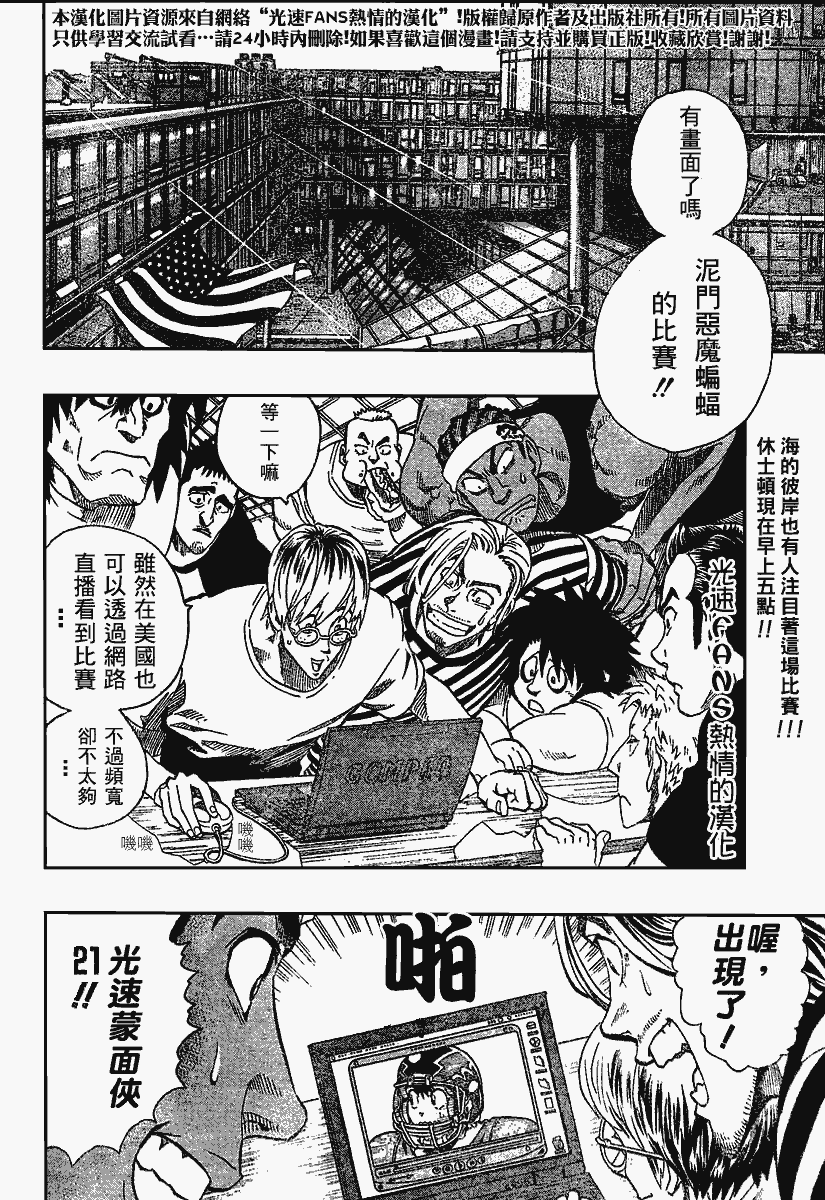 本漢化圖片資源來自網絡“光速FANS熱情的漢化”!版權歸原作者及出版社所有!所有圖片資料
只供學習交流試看…請24小時內刪除!如果喜歡這個漫畫!請支持並購買正版!收藏欣賞!謝謝!…
有畫面了嗎
泥門惡魔蝙蝠
的比賽!!
海的彼岸也有人注目著這場比賽!!!
休士頓現在早上五點!!
等一下嘛
雖然在美國也
可以透過網路
直播看到比賽
…
不過頻寬
卻不太夠
…
光速FANS熱情的漢化
嘰嘰
嘰嘰
喔，
出現了!
啪
光速蒙面俠
21!!